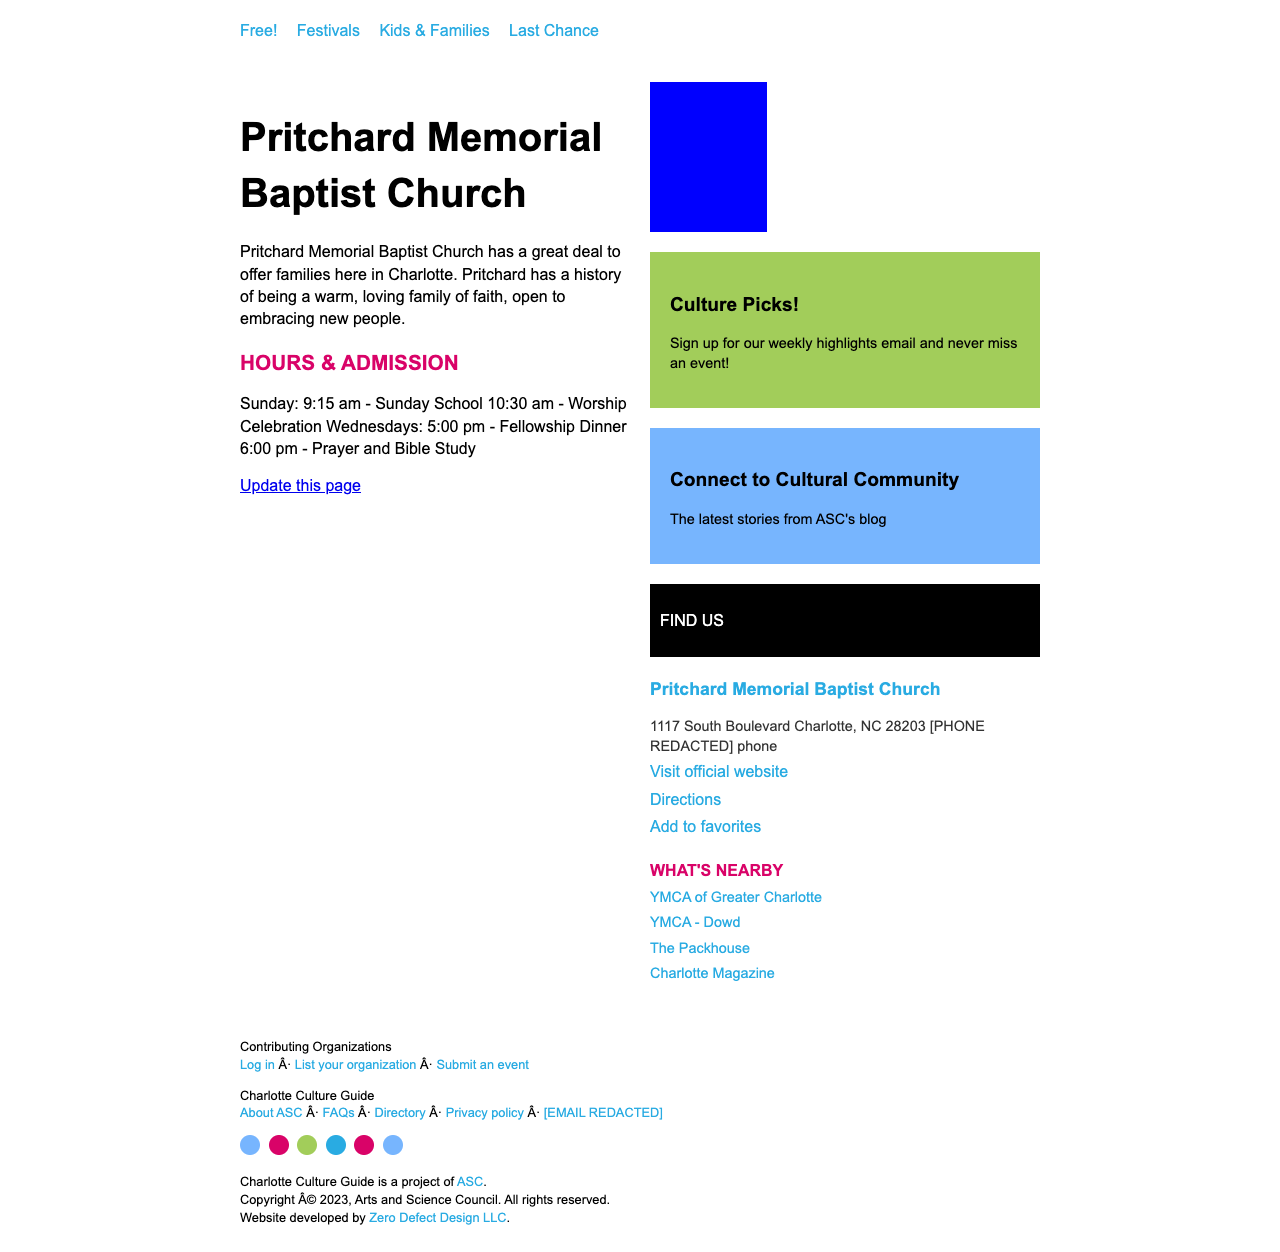 Free! Festivals Kids & Families Last Chance
Pritchard Memorial
Baptist Church
Pritchard Memorial Baptist Church has a great deal to
offer families here in Charlotte. Pritchard has a history
of being a warm, loving family of faith, open to
embracing new people.
HOURS & ADMISSION
Sunday: 9:15 am - Sunday School 10:30 am - Worship
Celebration Wednesdays: 5:00 pm - Fellowship Dinner
6:00 pm - Prayer and Bible Study
Update this page
Culture Picks!
Sign up for our weekly highlights email and never miss
an event!
Connect to Cultural Community
The latest stories from ASC's blog
FIND US
Pritchard Memorial Baptist Church
1117 South Boulevard Charlotte, NC 28203 [PHONE
REDACTED] phone
Visit official website
Directions
Add to favorites
WHAT'S NEARBY
YMCA of Greater Charlotte
YMCA - Dowd
The Packhouse
Charlotte Magazine
Contributing Organizations
Log in Â· List your organization Â· Submit an event
Charlotte Culture Guide
About ASC Â· FAQs Â· Directory Â· Privacy policy Â· [EMAIL REDACTED]
Charlotte Culture Guide is a project of ASC.
Copyright Â© 2023, Arts and Science Council. All rights reserved.
Website developed by Zero Defect Design LLC.